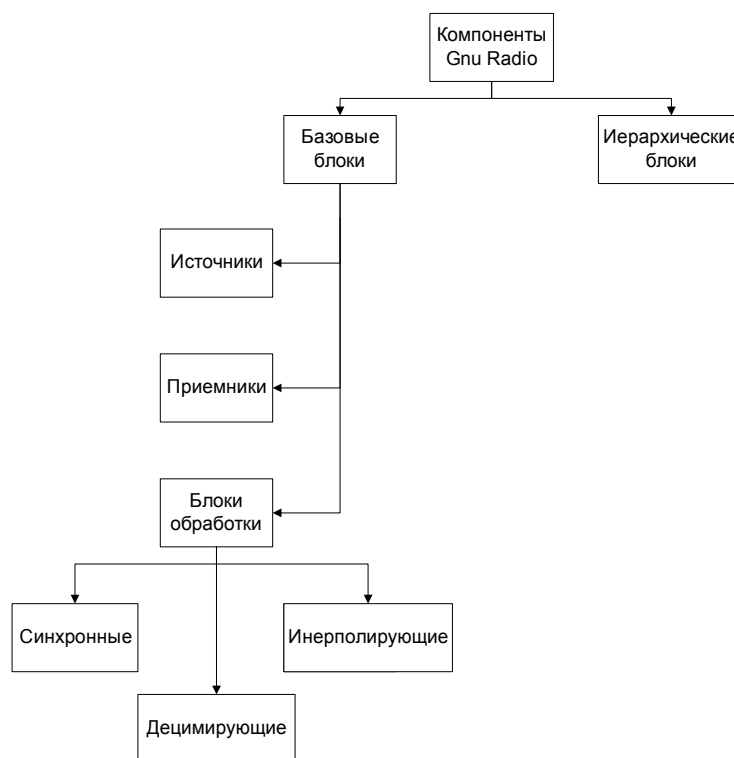 Компоненты
Gnu Radio
Базовые
блоки
Иерархические
блоки
Источники
Приемники
Блоки
обработки
Синхронные
Инерполирующие
Децимирующие